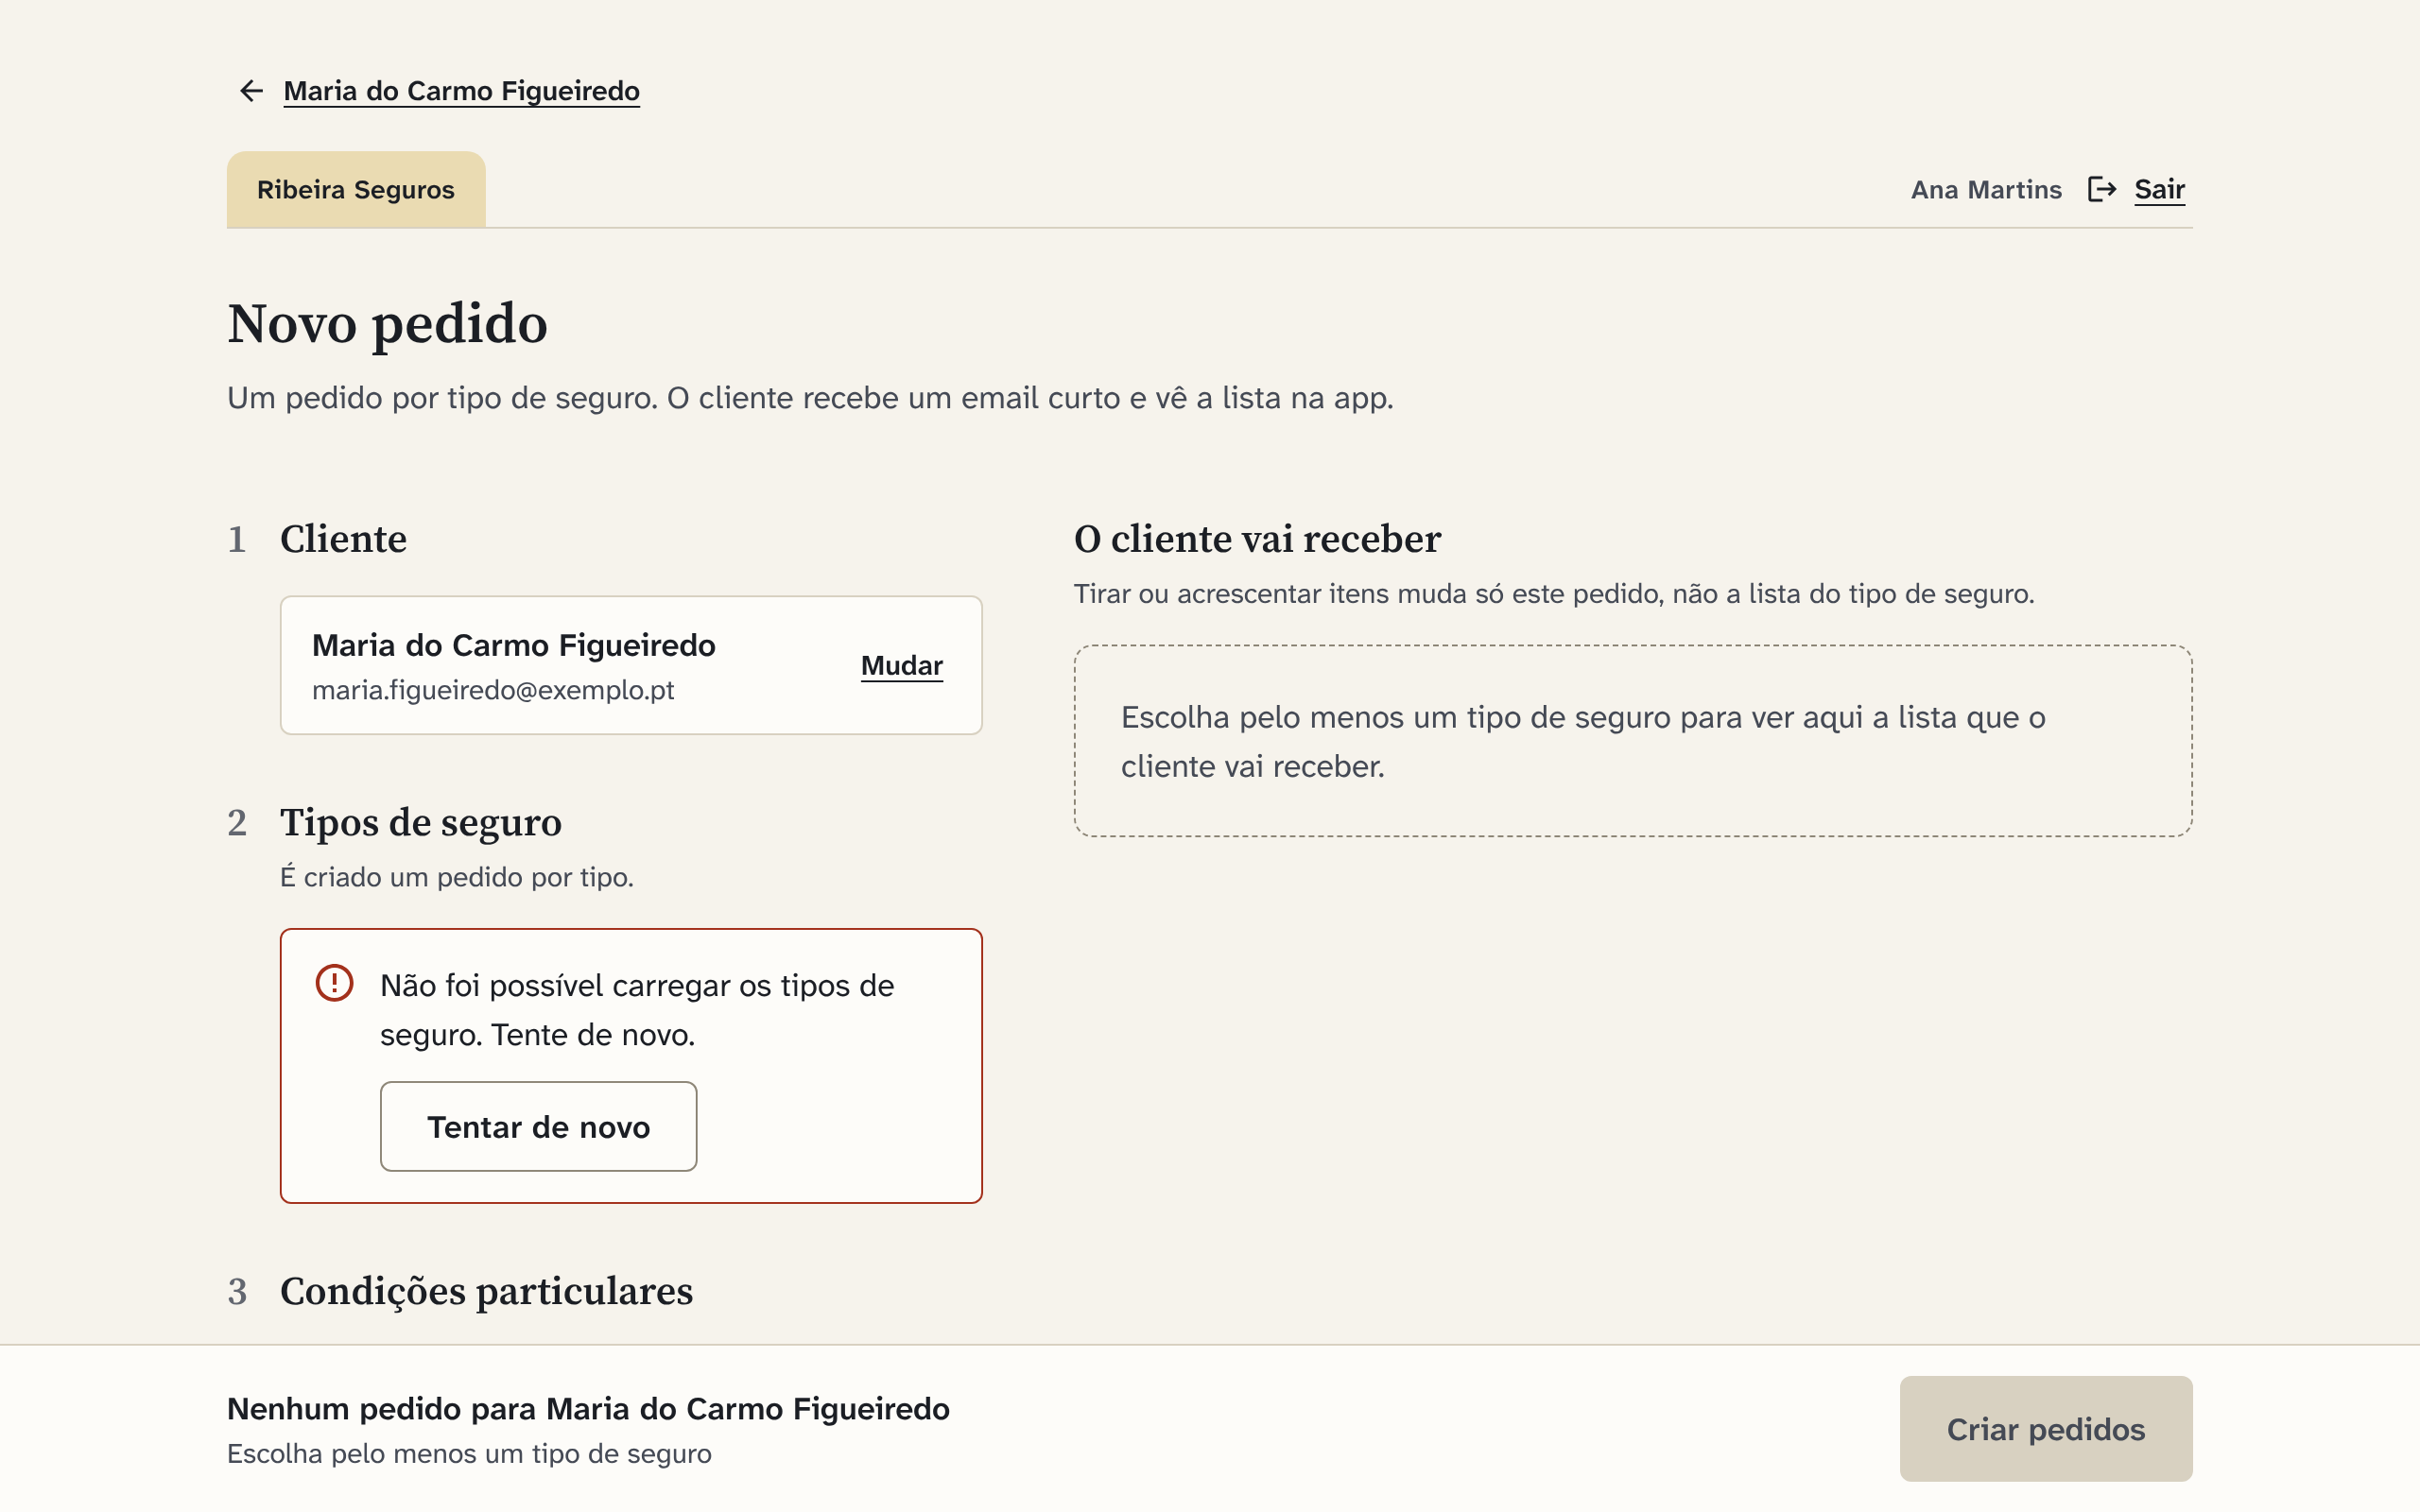 Maria do Carmo Figueiredo
Ribeira Seguros
Ana Martins
Sair
Novo pedido
Um pedido por tipo de seguro. O cliente recebe um email curto e vê a lista na app.
1 Cliente
Maria do Carmo Figueiredo
maria.figueiredo@exemplo.pt
Mudar
2 Tipos de seguro
É criado um pedido por tipo.
Não foi possível carregar os tipos de
seguro. Tente de novo.
Tentar de novo
3 Condições particulares
O cliente vai receber
Tirar ou acrescentar itens muda só este pedido, não a lista do tipo de seguro.
Escolha pelo menos um tipo de seguro para ver aqui a lista que o
cliente vai receber.
Nenhum pedido para Maria do Carmo Figueiredo
Escolha pelo menos um tipo de seguro
Criar pedidos